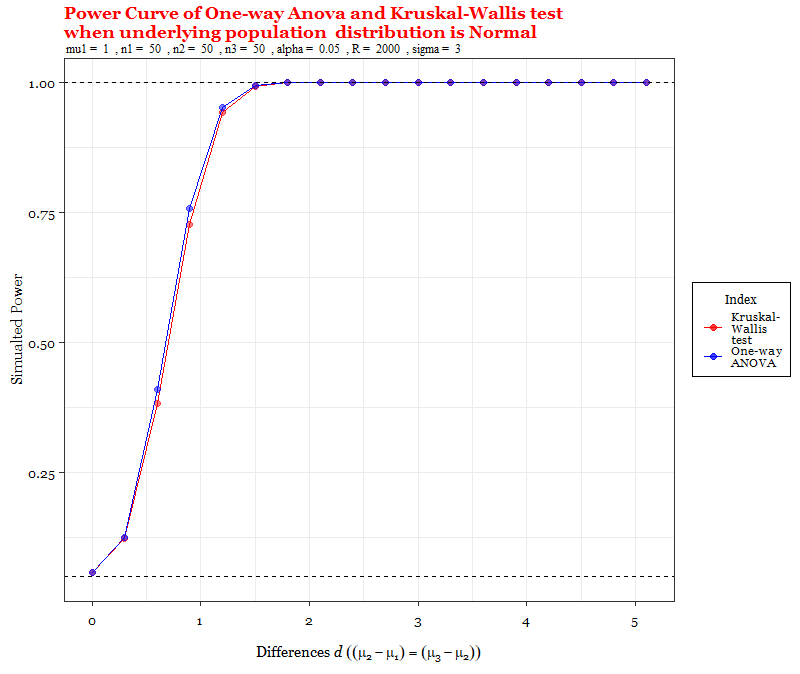 Power Curve of One-way Anova and Kruskal-Wallis test
when underlying population  distribution is Normal
mu1 =  1  , n1 =  50  , n2 =  50  , n3 =  50  , alpha =  0.05  , R =  2000  , sigma =  3
1.00
0.75
0.50
0.25
Simualted Power
0 1 2 3 4 5
Differences d ((μ₂ − μ₁) = (μ₃ − μ₂))
Index
Kruskal-
Wallis
test
One-way
ANOVA